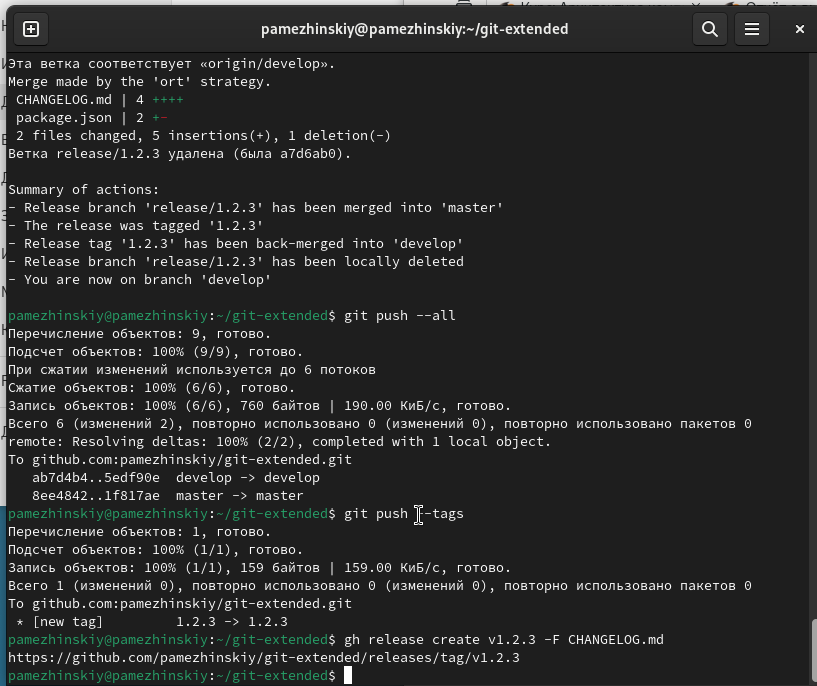 pamezhinskiy@pamezhinskiy:~/git-extended
Эта ветка соответствует «origin/develop».
Merge made by the 'ort' strategy.
 CHANGELOG.md | 4 ++++
 package.json | 2 +-
 2 files changed, 5 insertions(+), 1 deletion(-)
Ветка release/1.2.3 удалена (была a7d6ab0).
Summary of actions:
- Release branch 'release/1.2.3' has been merged into 'master'
- The release was tagged '1.2.3'
- Release tag '1.2.3' has been back-merged into 'develop'
- Release branch 'release/1.2.3' has been locally deleted
- You are now on branch 'develop'
pamezhinskiy@pamezhinskiy:~/git-extended$ git push --all
Перечисление объектов: 9, готово.
Подсчет объектов: 100% (9/9), готово.
При сжатии изменений используется до 6 потоков
Сжатие объектов: 100% (6/6), готово.
Запись объектов: 100% (6/6), 760 байтов | 190.00 КиБ/с, готово.
Всего 6 (изменений 2), повторно использовано 0 (изменений 0), повторно использовано пакетов 0
remote: Resolving deltas: 100% (2/2), completed with 1 local object.
To github.com:pamezhinskiy/git-extended.git
   ab7d4b4..5edf90e  develop -> develop
   8ee4842..1f817ae  master -> master
pamezhinskiy@pamezhinskiy:~/git-extended$ git push --tags
Перечисление объектов: 1, готово.
Подсчет объектов: 100% (1/1), готово.
Запись объектов: 100% (1/1), 159 байтов | 159.00 КиБ/с, готово.
Всего 1 (изменений 0), повторно использовано 0 (изменений 0), повторно использовано пакетов 0
To github.com:pamezhinskiy/git-extended.git
 * [new tag]         1.2.3 -> 1.2.3
pamezhinskiy@pamezhinskiy:~/git-extended$ gh release create v1.2.3 -F CHANGELOG.md
https://github.com/pamezhinskiy/git-extended/releases/tag/v1.2.3
pamezhinskiy@pamezhinskiy:~/git-extended$